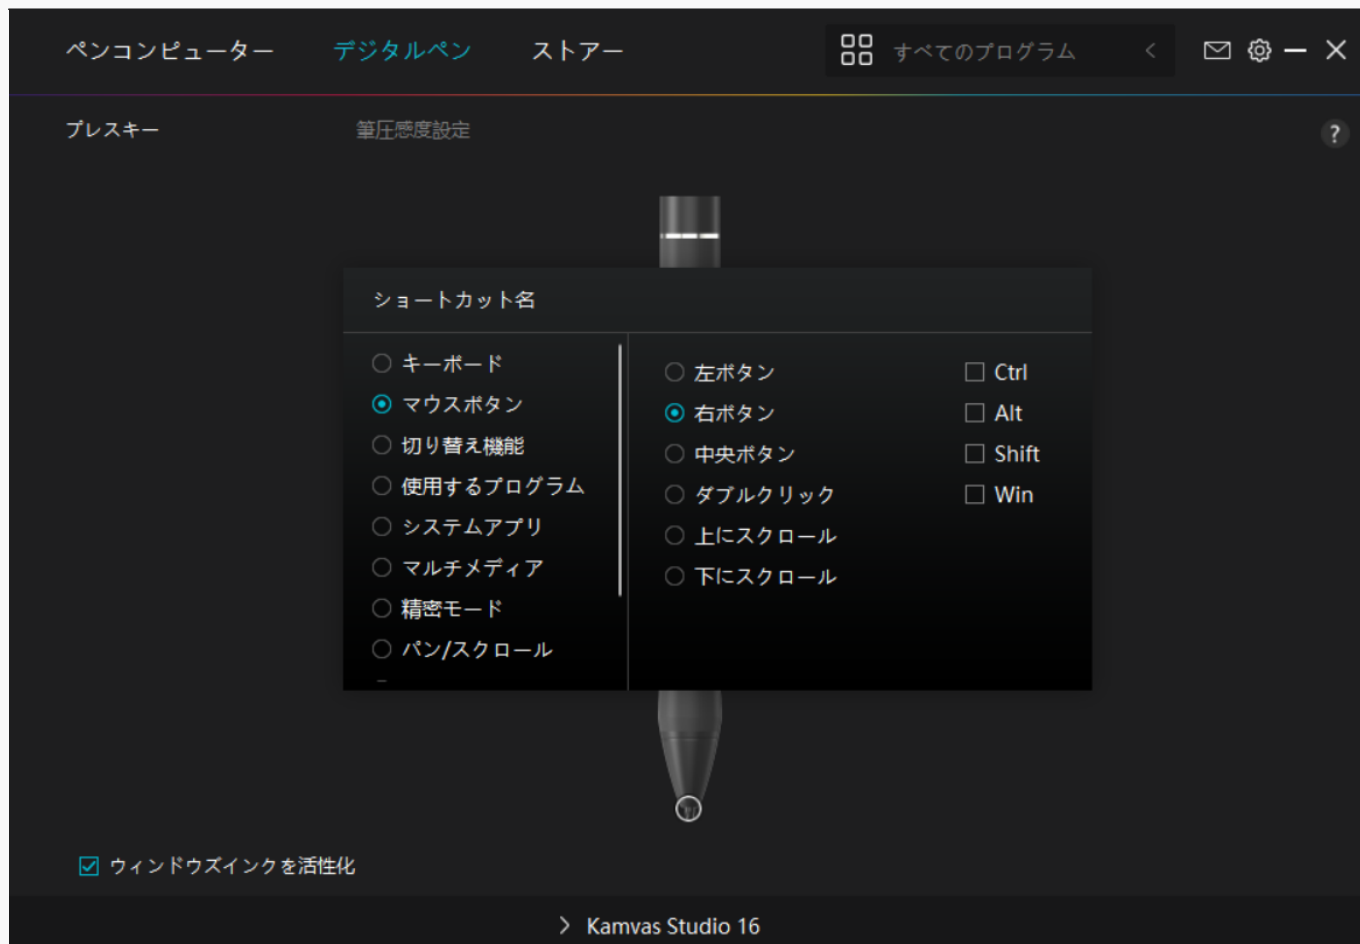 ペンコンピューター デジタルペン ストアー すべてのプログラム
プレスキー 筆圧感度設定 ?
ショートカット名
キーボード
マウスボタン
切り替え機能
使用するプログラム
システムアプリ
マルチメディア
精密モード
パン/スクロール
左ボタン
右ボタン
中央ボタン
ダブルクリック
上にスクロール
下にスクロール
Ctrl
Alt
Shift
Win
ウィンドウズインクを活性化
Kamvas Studio 16